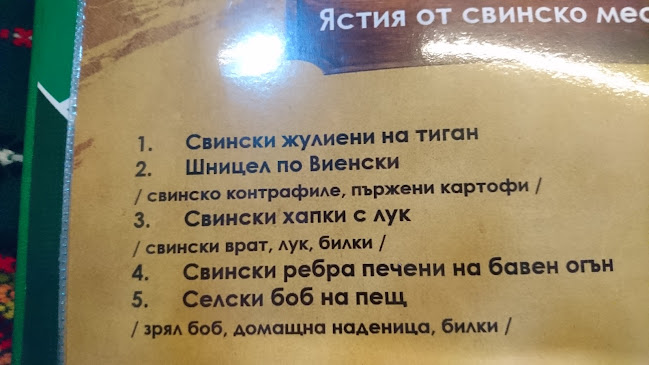 Ястия от свинско
1. Свински жулиени на тиган
2. Шницел по Виенски
/ свинско контрафиле, пържени картофи /
3. Свински хапки с лук
/ свински врат, лук, билки /
4. Свински ребра печени на бавен огън
5. Селски боб на пещ
/ зрял боб, домащна наденица, билки /